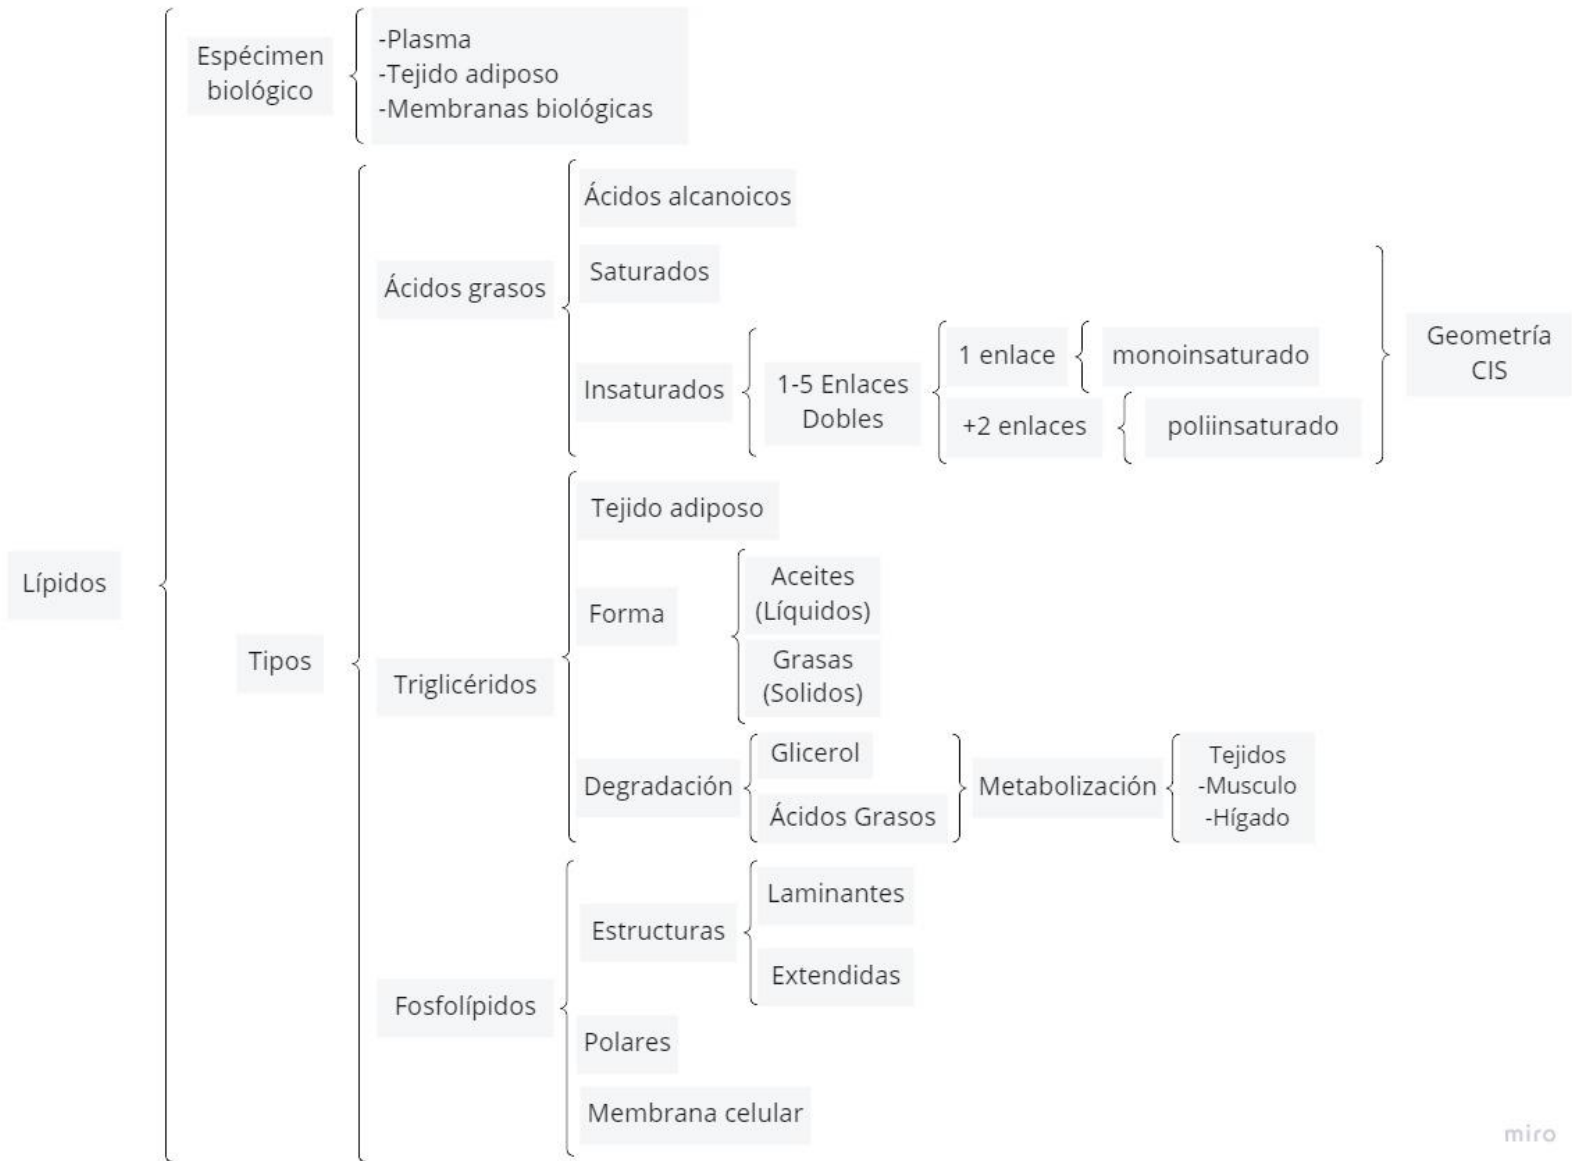 Espécimen
biológico
-Plasma
-Tejido adiposo
-Membranas biológicas
Ácidos alcanoicos
Ácidos grasos
Saturados
Insaturados
1-5 Enlaces
Dobles
1 enlace
monoinsaturado
+2 enlaces
poliinsaturado
Geometría
CIS
Lípidos
Tipos
Triglicéridos
Tejido adiposo
Forma
Aceites
(Líquidos)
Grasas
(Solidos)
Degradación
Glicerol
Ácidos Grasos
Metabolización
Tejidos
-Musculo
-Hígado
Fosfolípidos
Estructuras
Laminantes
Extendidas
Polares
Membrana celular
miro